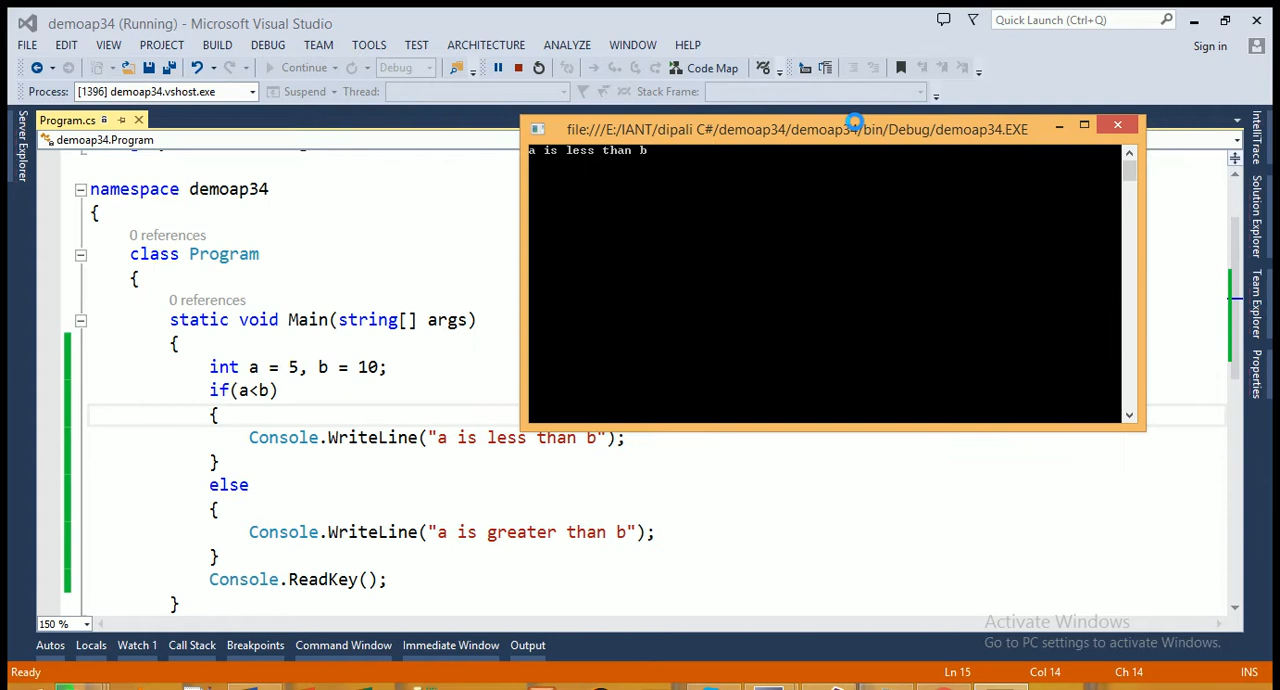 demoap34 (Running) - Microsoft Visual Studio
Quick Launch (Ctrl+Q)
FILE EDIT VIEW PROJECT BUILD DEBUG TEAM TOOLS TEST ARCHITECTURE ANALYZE WINDOW HELP
Sign in
Continue Debug Code Map
Process: [1396] demoap34.vshost.exe Suspend Thread: Stack Frame:
Program.cs
demoap34.Program
Server Explorer
file:///E:/IANT/dipali C#/demoap34/demoap34/bin/Debug/demoap34.EXE
a is less than b
namespace demoap34
{
0 references
class Program
{
0 references
static void Main(string[] args)
{
int a = 5, b = 10;
if(a<b)
{
Console.WriteLine("a is less than b");
}
else
{
Console.WriteLine("a is greater than b");
}
Console.ReadKey();
}
IntelliTrace
Solution Explorer
Team Explorer
Properties
Activate Windows
Go to PC settings to activate Windows.
150 %
Autos Locals Watch 1 Call Stack Breakpoints Command Window Immediate Window Output
Ready Ln 15 Col 14 Ch 14 INS